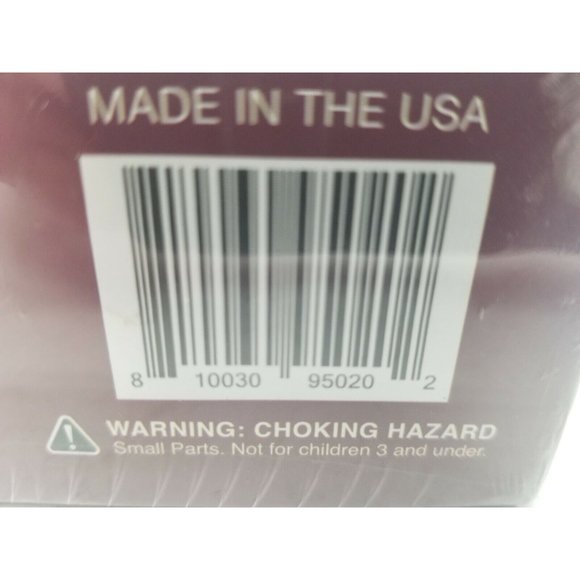 MADE IN THE USA
8 10030 95020 2
WARNING: CHOKING HAZARD
Small Parts. Not for children 3 and under.